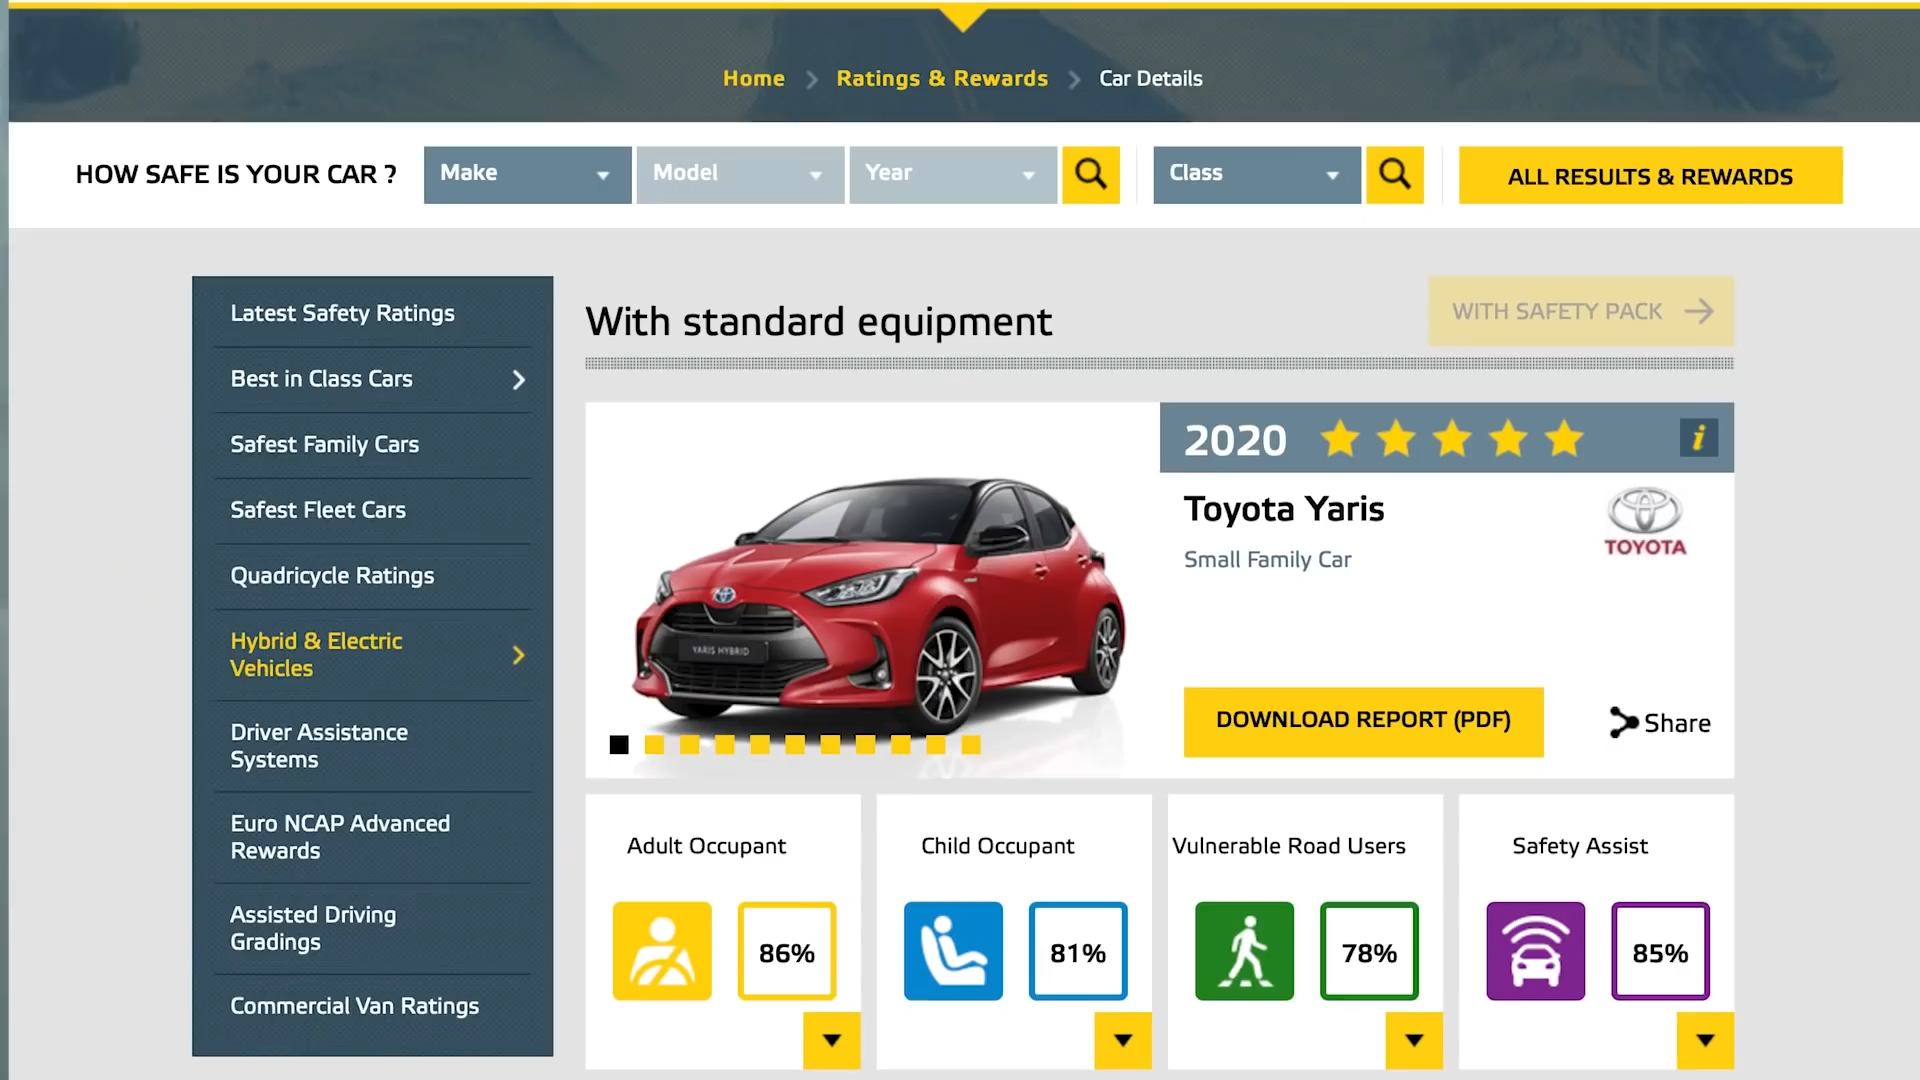 Home
Ratings & Rewards
Car Details
HOW SAFE IS YOUR CAR ?
Make
Model
Year
Class
ALL RESULTS & REWARDS
Latest Safety Ratings
Best in Class Cars
Safest Family Cars
Safest Fleet Cars
Quadricycle Ratings
Hybrid & Electric
Vehicles
Driver Assistance
Systems
Euro NCAP Advanced
Rewards
Assisted Driving
Gradings
Commercial Van Ratings
With standard equipment
WITH SAFETY PACK
2020
i
Toyota Yaris
Small Family Car
TOYOTA
YARIS HYBRID
DOWNLOAD REPORT (PDF)
Share
Adult Occupant
86%
Child Occupant
81%
Vulnerable Road Users
78%
Safety Assist
85%